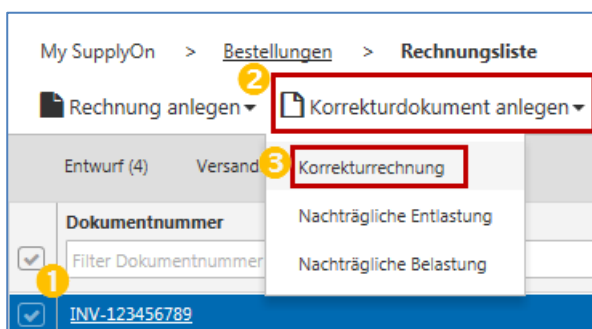 My SupplyOn > Bestellungen > Rechnungsliste
2
Rechnung anlegen Korrekturdokument anlegen
Entwurf (4) Versand 3 Korrekturrechnung
Nachträgliche Entlastung
Dokumentnummer
Filter Dokumentnummer Nachträgliche Belastung
1
INV-123456789